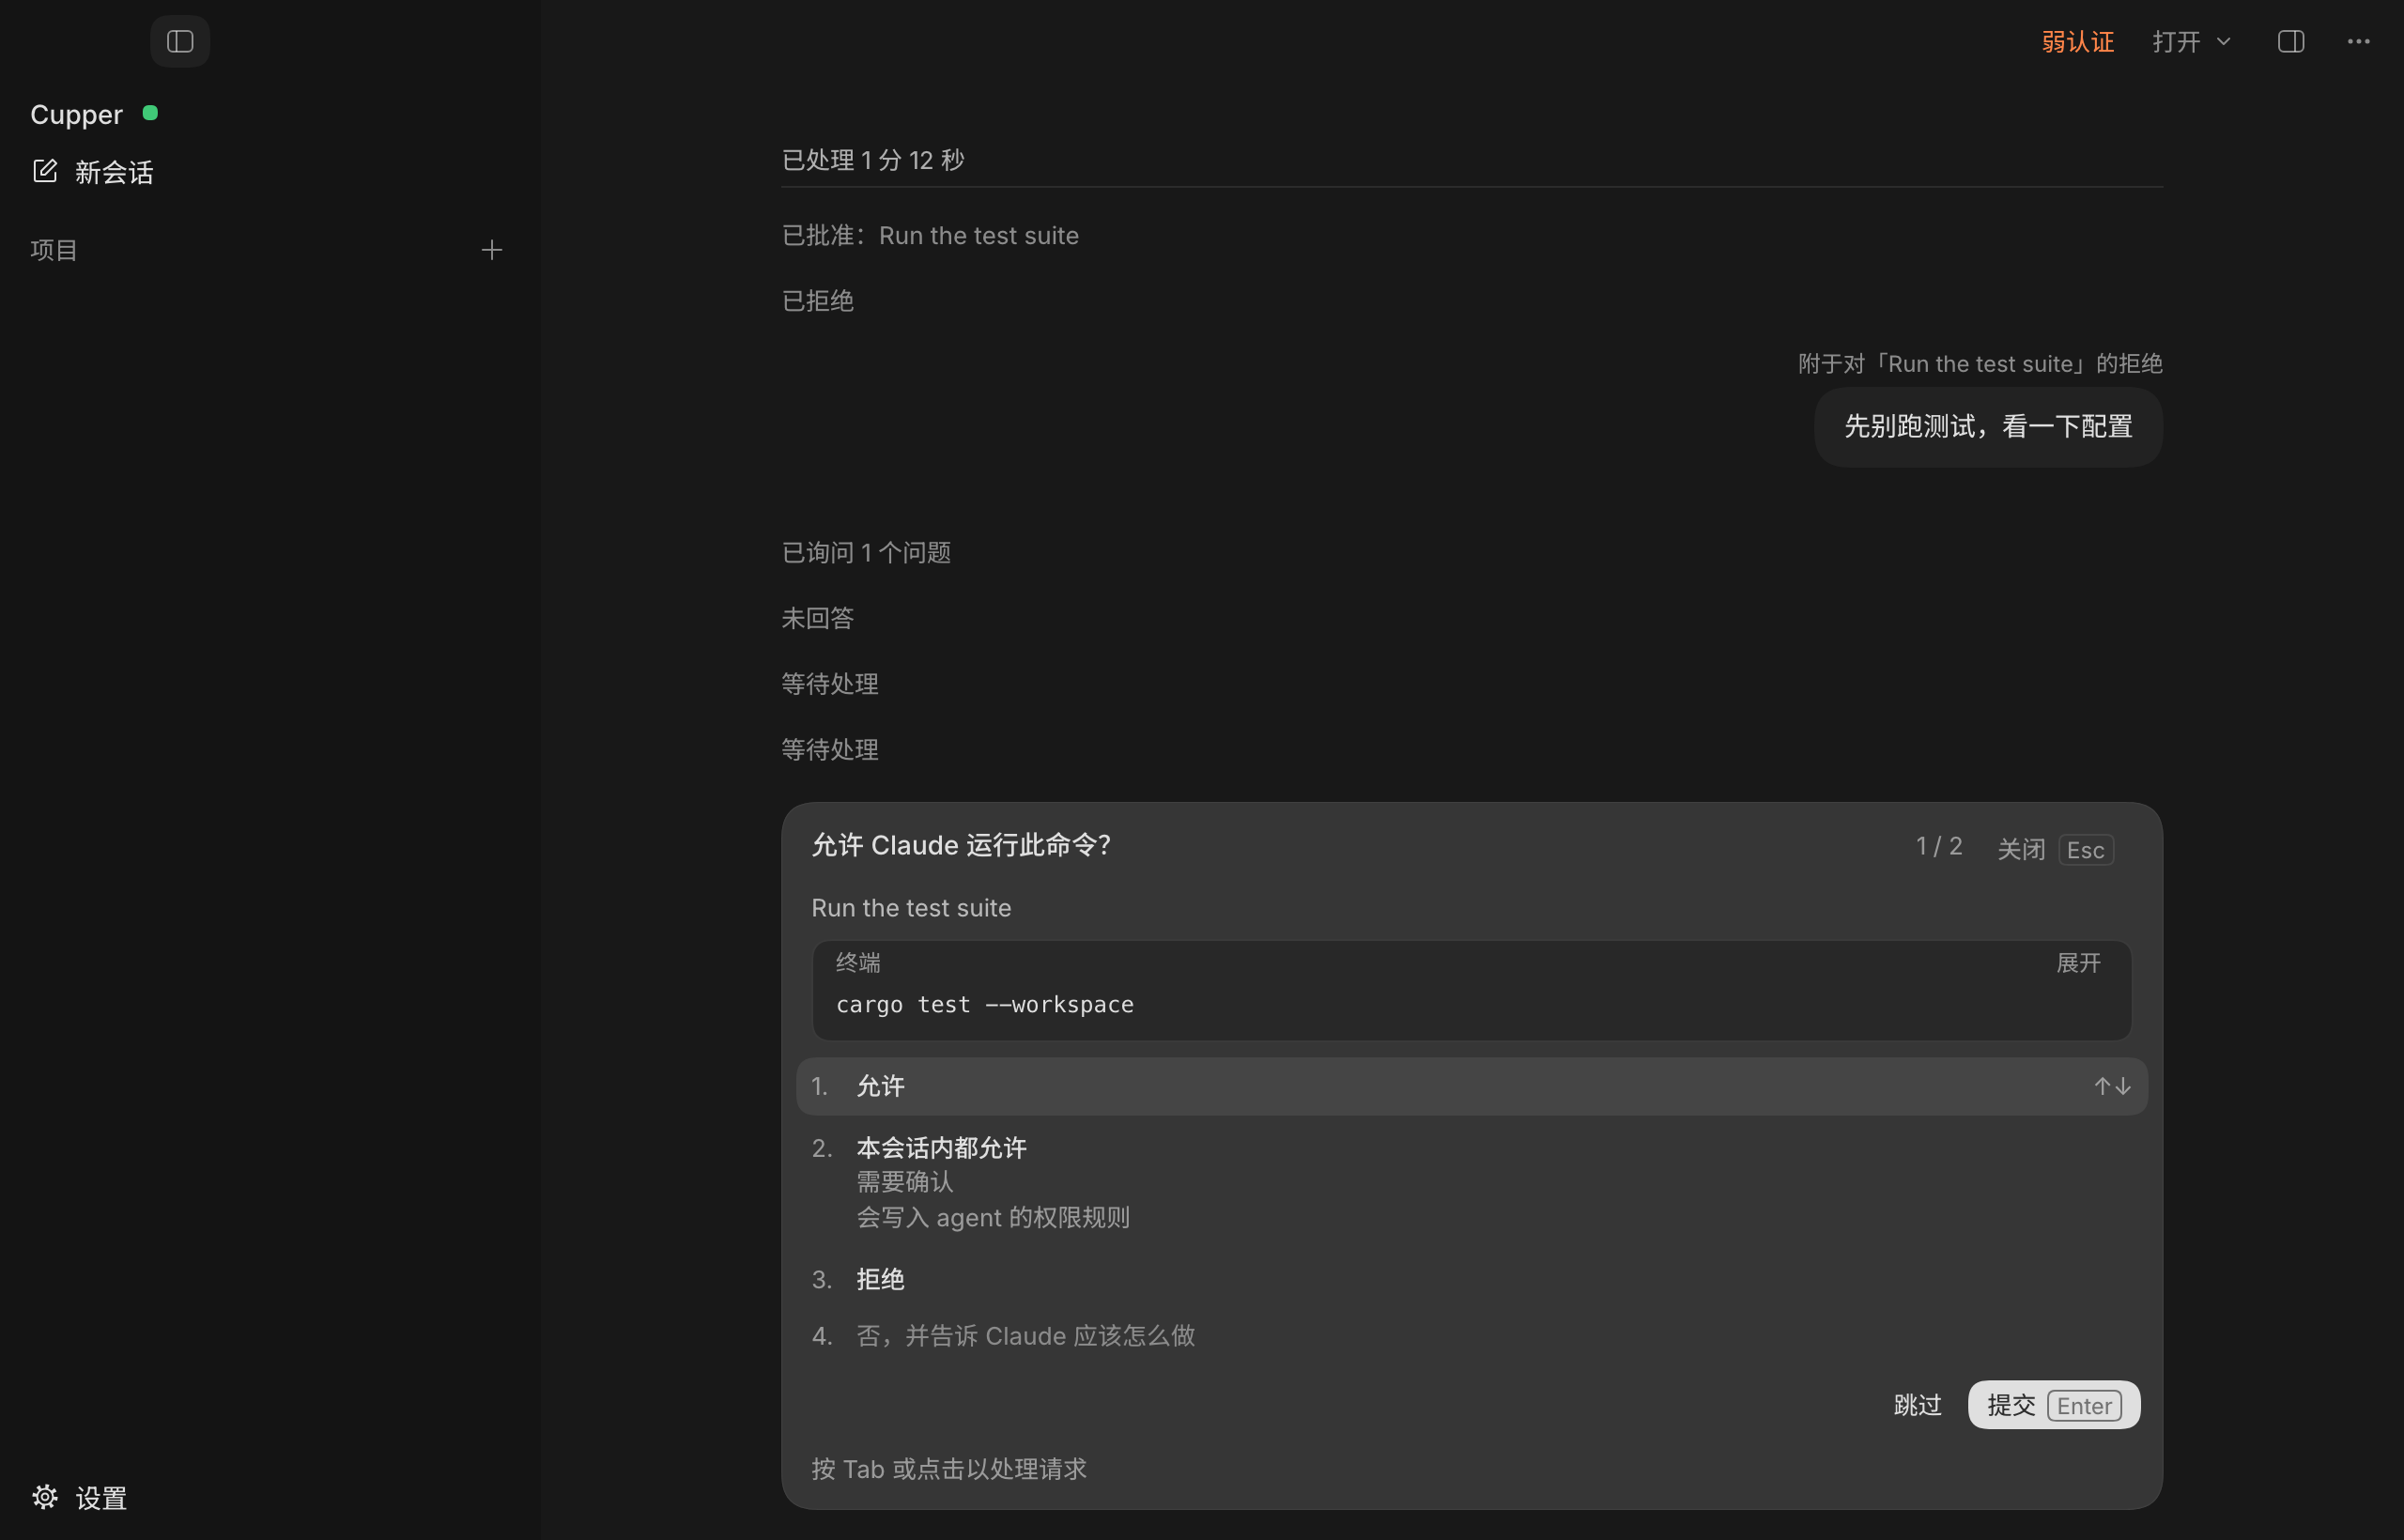 弱认证 打开
Cupper
新会话
项目
已处理 1 分 12 秒
已批准：Run the test suite
已拒绝
附于对「Run the test suite」的拒绝
先别跑测试，看一下配置
已询问 1 个问题
未回答
等待处理
等待处理
允许 Claude 运行此命令？ 1 / 2 关闭 Esc
Run the test suite
终端 展开
cargo test --workspace
1. 允许 ↑↓
2. 本会话内都允许
需要确认
会写入 agent 的权限规则
3. 拒绝
4. 否，并告诉 Claude 应该怎么做
跳过 提交 Enter
按 Tab 或点击以处理请求
设置